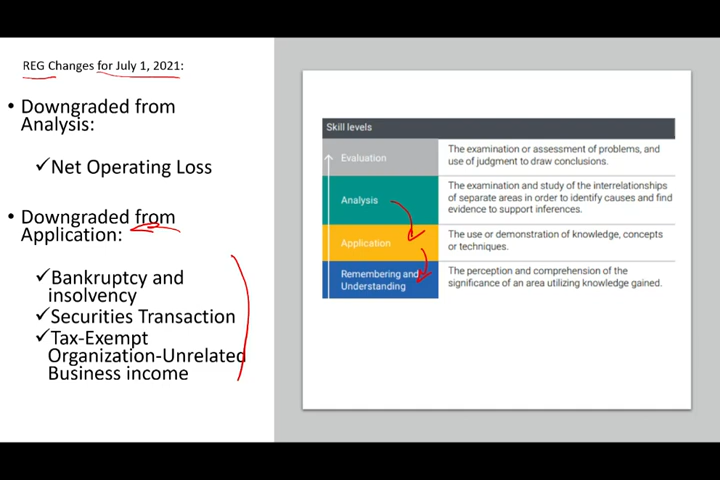 REG Changes for July 1, 2021:
• Downgraded from
Analysis:
✓Net Operating Loss
• Downgraded from
Application:
✓Bankruptcy and
insolvency
✓Securities Transaction
✓Tax-Exempt
Organization-Unrelated
Business income
Skill levels
Evaluation
The examination or assessment of problems, and
use of judgment to draw conclusions.
Analysis
The examination and study of the interrelationships
of separate areas in order to identify causes and find
evidence to support inferences.
Application
The use or demonstration of knowledge, concepts
or techniques.
Remembering and
Understanding
The perception and comprehension of the
significance of an area utilizing knowledge gained.